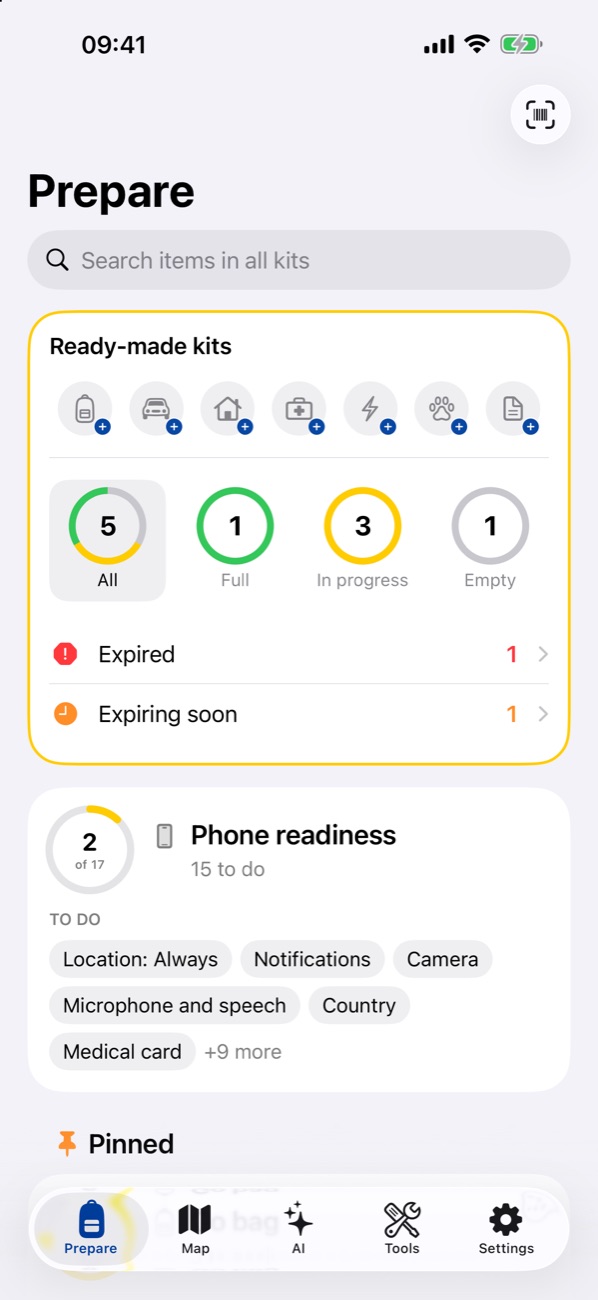 09:41
Prepare
Search items in all kits
Ready-made kits
5
All
1
Full
3
In progress
1
Empty
Expired 1
Expiring soon 1
2
of 17
Phone readiness
15 to do
TO DO
Location: Always Notifications Camera
Microphone and speech Country
Medical card +9 more
Pinned
Prepare Map AI Tools Settings